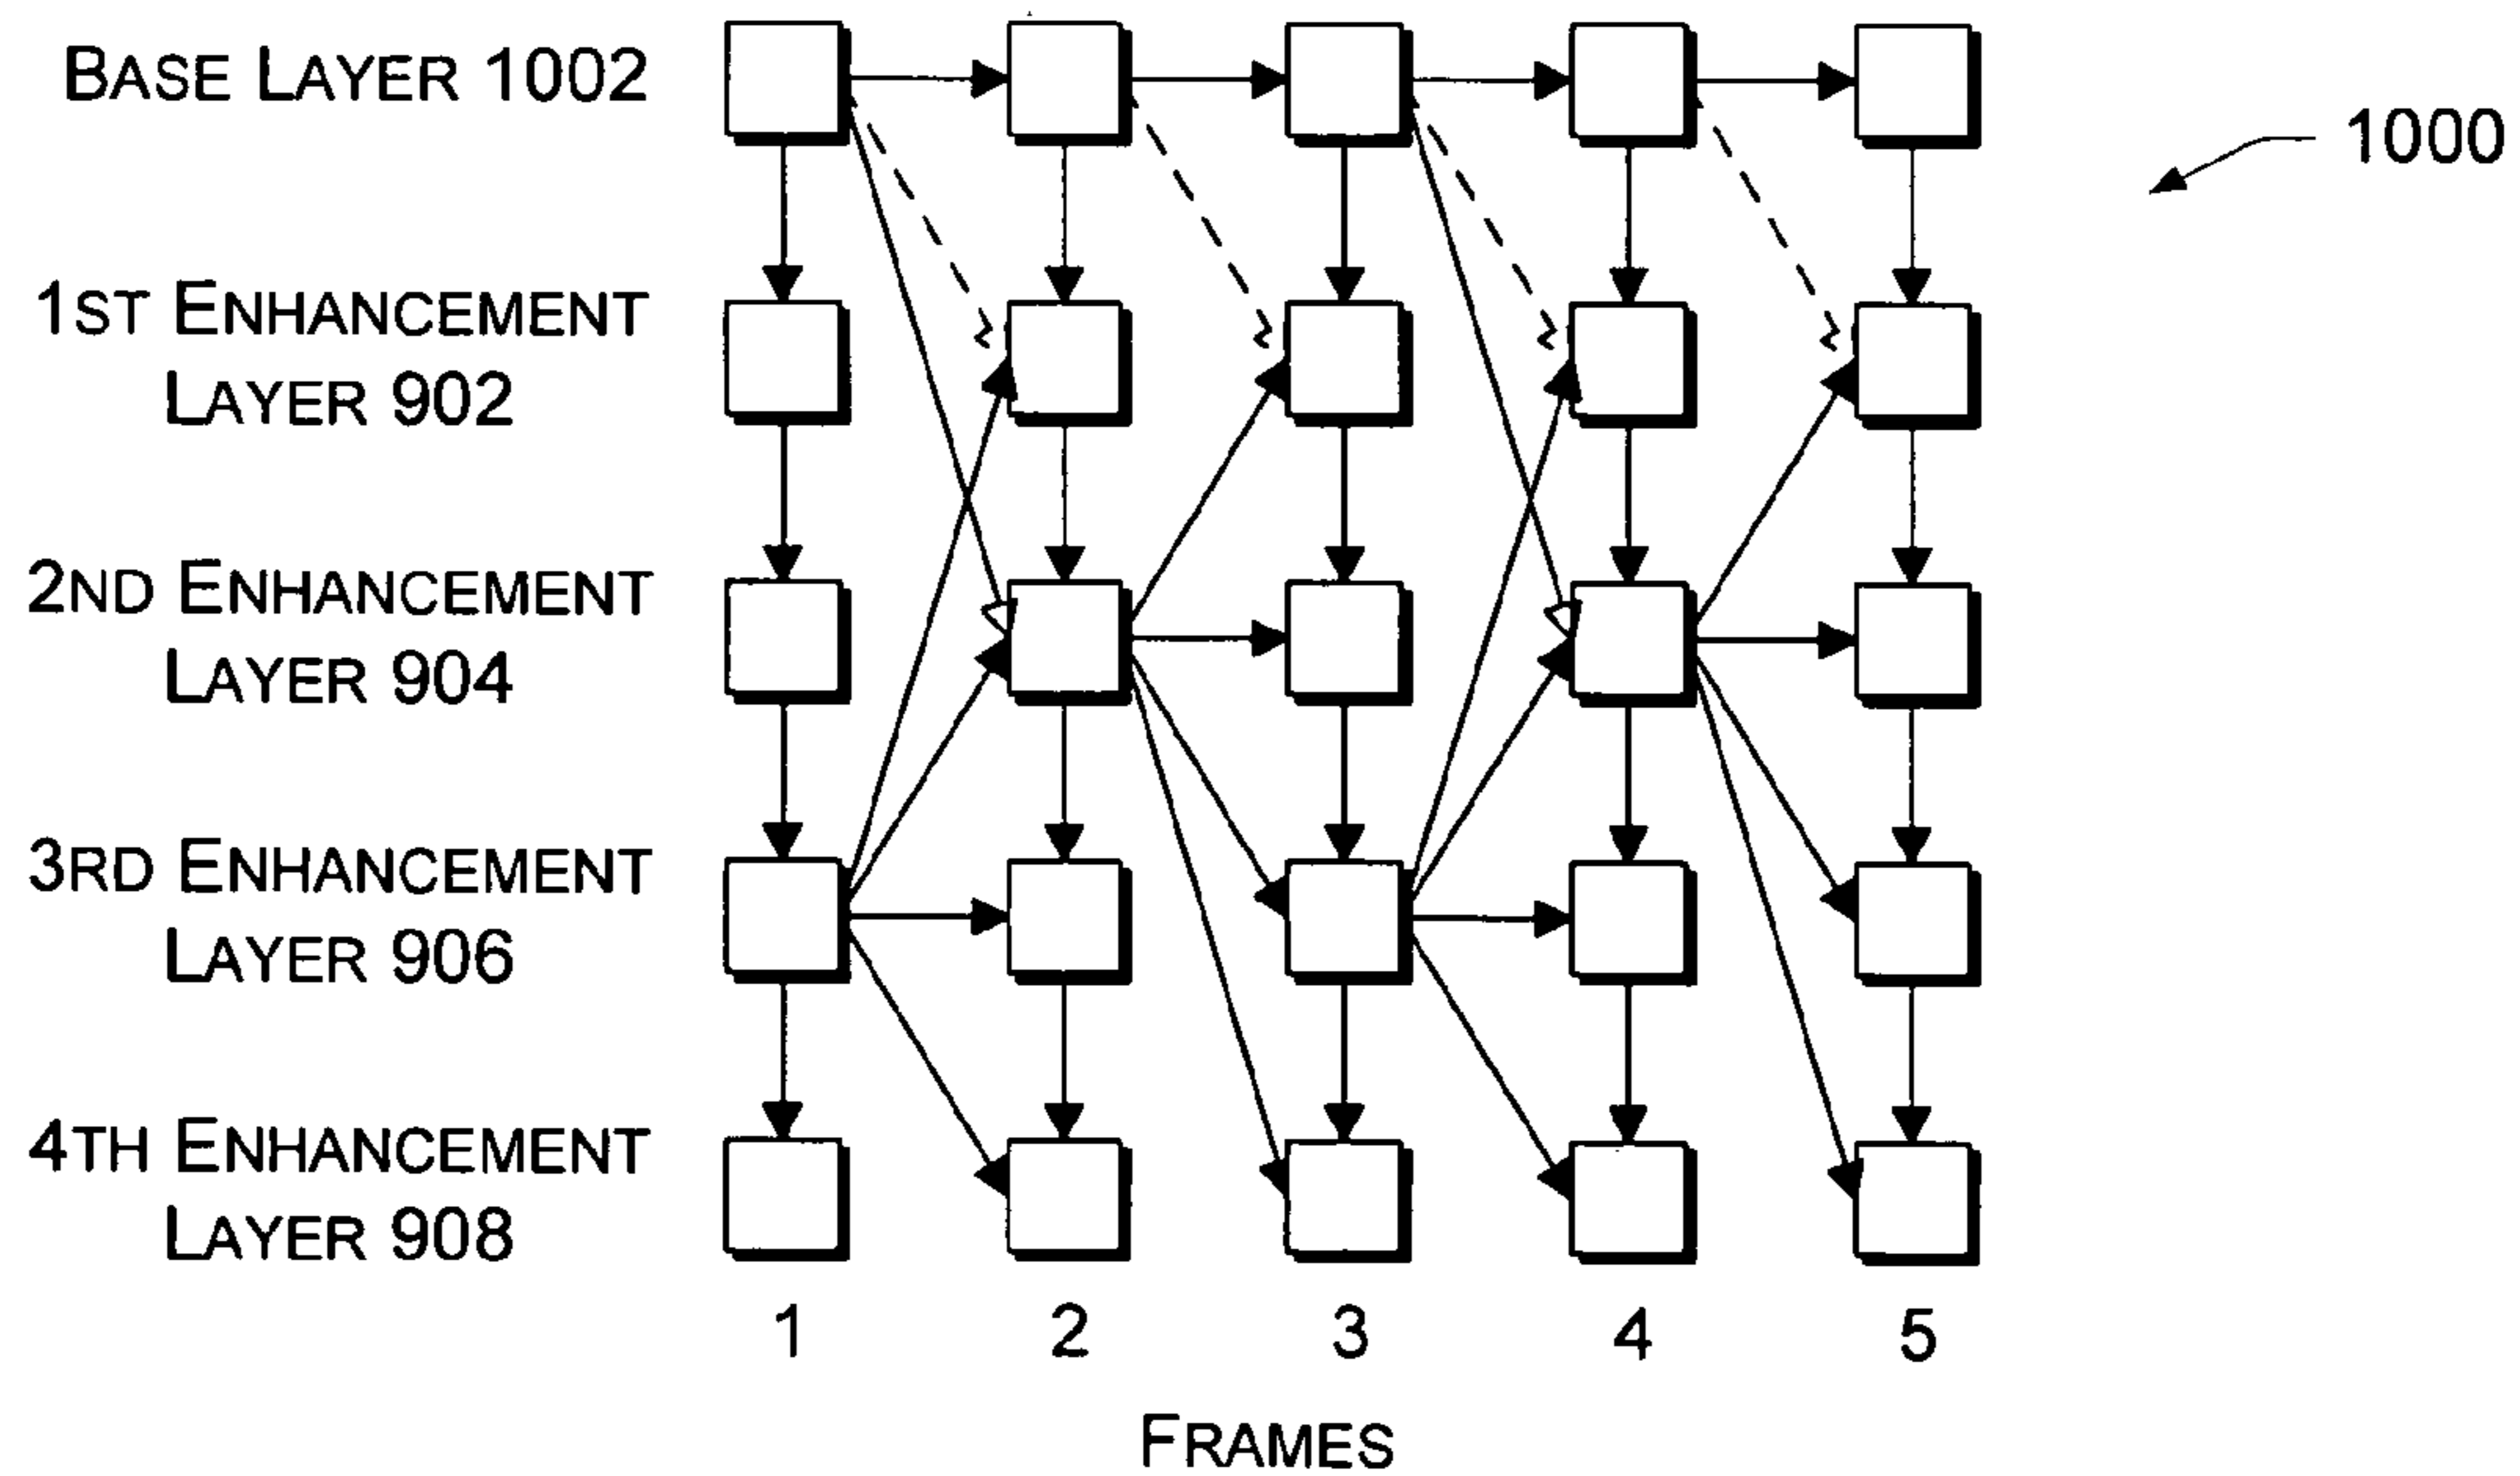 BASE LAYER 1002
1000
1ST ENHANCEMENT
LAYER 902
2ND ENHANCEMENT
LAYER 904
3RD ENHANCEMENT
LAYER 906
4TH ENHANCEMENT
LAYER 908
1 2 3 4 5
FRAMES